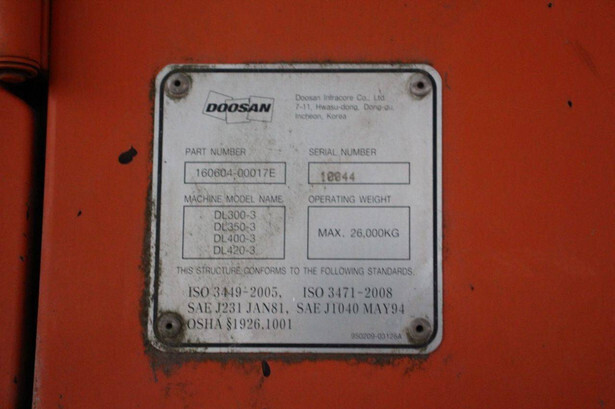 DOOSAN
Doosan Infracore Co., Ltd.
7-11, Hwasu-dong, Dong-gu,
Incheon, Korea
PART NUMBER
160604-00017E
SERIAL NUMBER
10044
MACHINE MODEL NAME
DL300-3
DL350-3
DL400-3
DL420-3
OPERATING WEIGHT
MAX. 26,000KG
THIS STRUCTURE CONFORMS TO THE FOLLOWING STANDARDS.
ISO 3449-2005, ISO 3471-2008
SAE J231 JAN81, SAE J1040 MAY94
OSHA §1926,1001